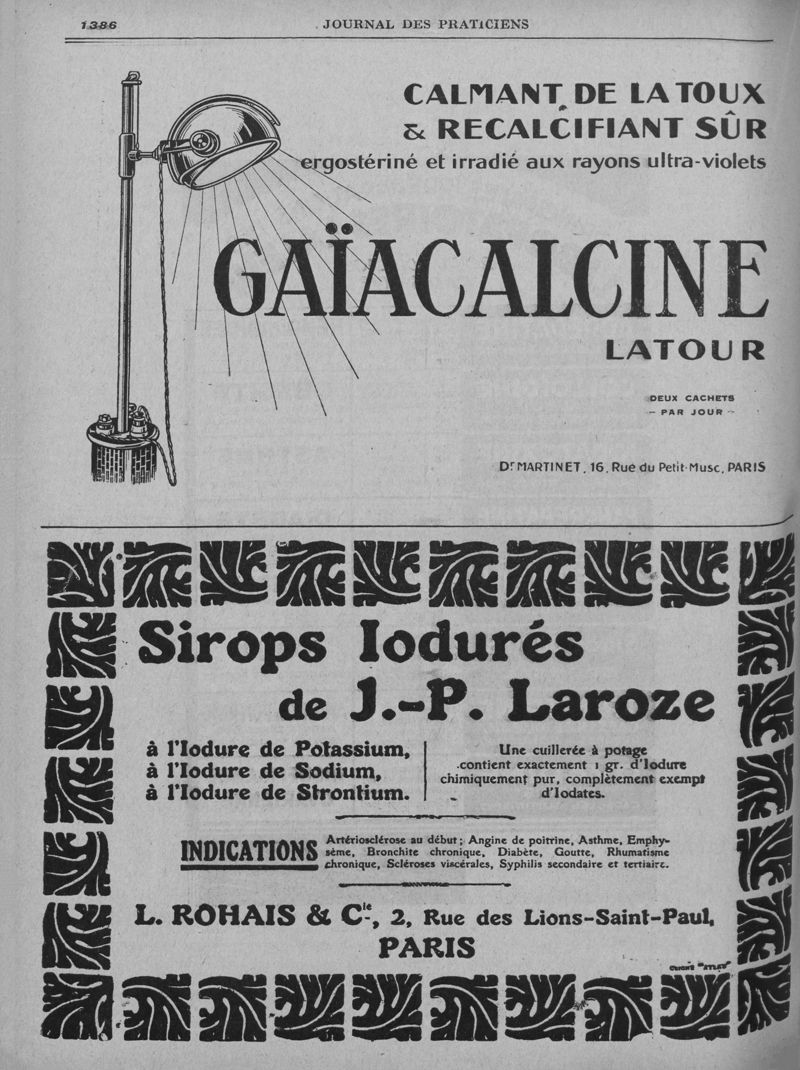 1386
JOURNAL DES PRATICIENS
CALMANT DE LA TOUX
& RECALCIFIANT SÛR
ergostériné et irradié aux rayons ultra-violets
GAÏACALCINE
LATOUR
DEUX CACHETS
- PAR JOUR -
Dr MARTINET, 16, Rue du Petit-Musc, PARIS
Sirops Iodurés
de J.-P. Laroze
à l'Iodure de Potassium,
à l'Iodure de Sodium,
à l'Iodure de Strontium.
Une cuillerée à potage
contient exactement 1 gr. d'Iodure
chimiquement pur, complètement exempt
d'Iodates.
INDICATIONS
Artériosclérose au début; Angine de poitrine, Asthme, Emphy-
sème, Bronchite chronique, Diabète, Goutte, Rhumatisme
chronique, Scléroses viscérales, Syphilis secondaire et tertiaire.
L. ROHAIS & Cie, 2, Rue des Lions-Saint-Paul,
PARIS
CLICHÉ "ATLAS"